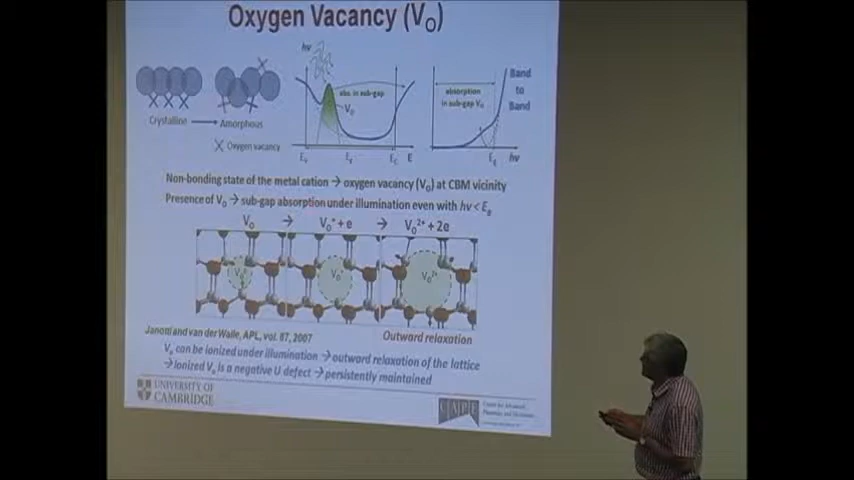 Oxygen Vacancy (VO)
hν
abs. in sub-gap
VO
EV
EC
E
absorption
in sub-gap VO
Band
to
Band
Eg
hν
Crystalline → Amorphous
X Oxygen vacancy
Non-bonding state of the metal cation → oxygen vacancy (VO) at CBM vicinity
Presence of VO → sub-gap absorption under illumination even with hν < Eg
VO → VO+ + e → VO2+ + 2e
VO
VO+
VO2+
Janotti and van der Walle, APL, vol. 87, 2007
Outward relaxation
VO can be ionized under illumination → outward relaxation of the lattice
→ Ionized VO is a negative U defect → persistently maintained
UNIVERSITY OF
CAMBRIDGE
CAPE